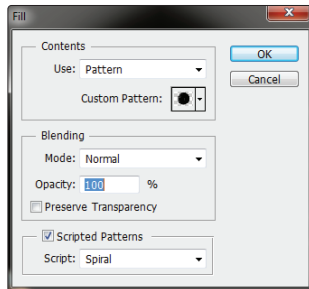 Fill
Contents
Use: Pattern
Custom Pattern:
OK
Cancel
Blending
Mode: Normal
Opacity: 100 %
Preserve Transparency
Scripted Patterns
Script: Spiral